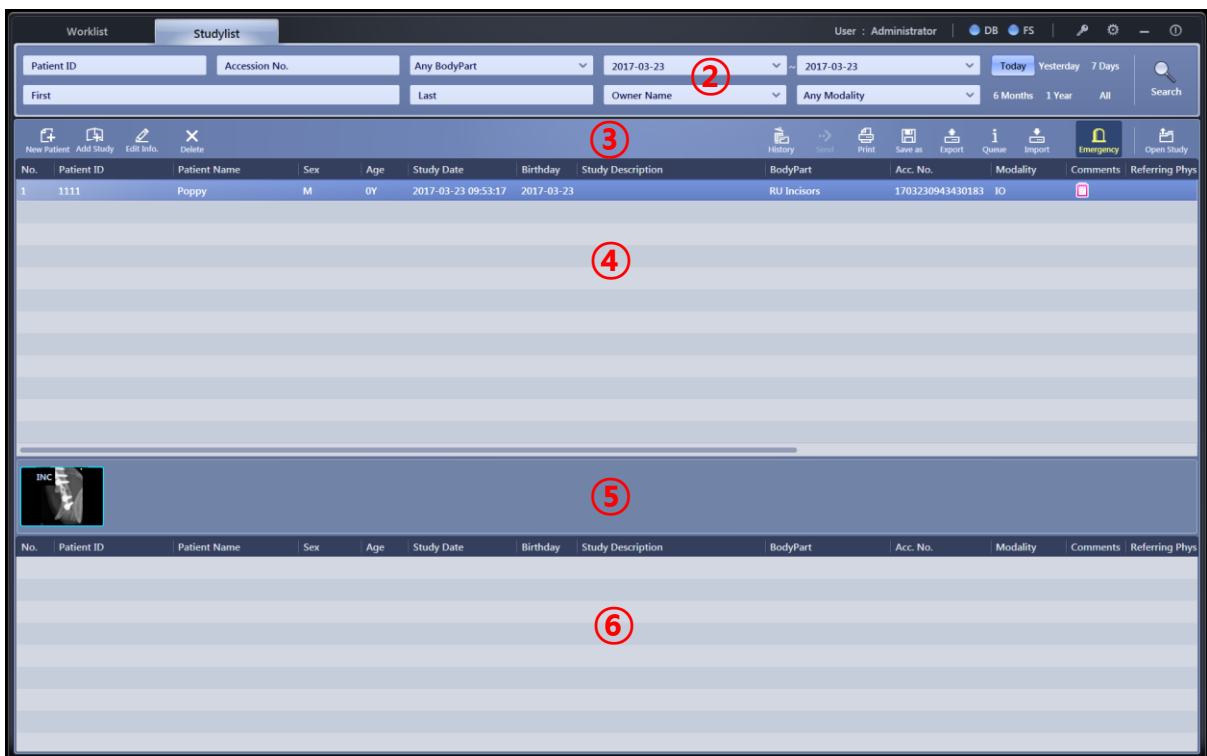 Worklist Studylist User : Administrator DB FS
Patient ID Accession No. Any BodyPart 2017-03-23 ~ 2017-03-23 Today Yesterday 7 Days
First Last Owner Name Any Modality 6 Months 1 Year All Search
②
New Patient Add Study Edit Info. Delete History Send Print Save as Export Queue Import Emergency Open Study
③
No. Patient ID Patient Name Sex Age Study Date Birthday Study Description BodyPart Acc. No. Modality Comments Referring Phys
1 1111 Poppy M 0Y 2017-03-23 09:53:17 2017-03-23 RU Incisors 1703230943430183 IO
④
INC
⑤
No. Patient ID Patient Name Sex Age Study Date Birthday Study Description BodyPart Acc. No. Modality Comments Referring Phys
⑥